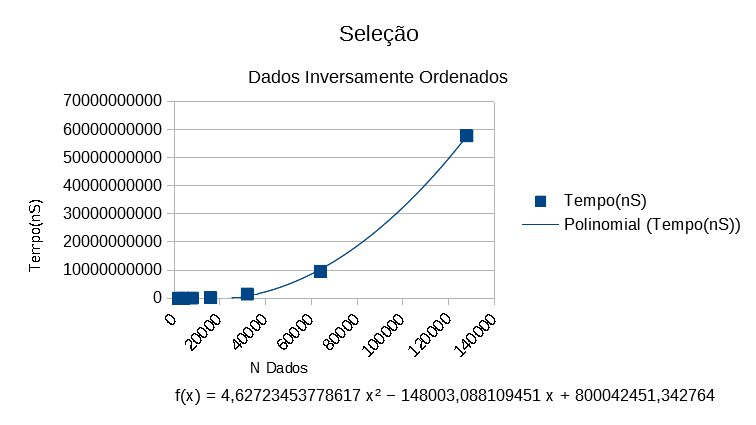 Seleção
Dados Inversamente Ordenados
70000000000
60000000000
50000000000
40000000000
30000000000
20000000000
10000000000
0
Tempo(nS)
0
20000
40000
60000
80000
100000
120000
140000
N Dados
Tempo(nS)
Polinomial (Tempo(nS))
f(x) = 4,62723453778617 x² − 148003,088109451 x + 800042451,342764